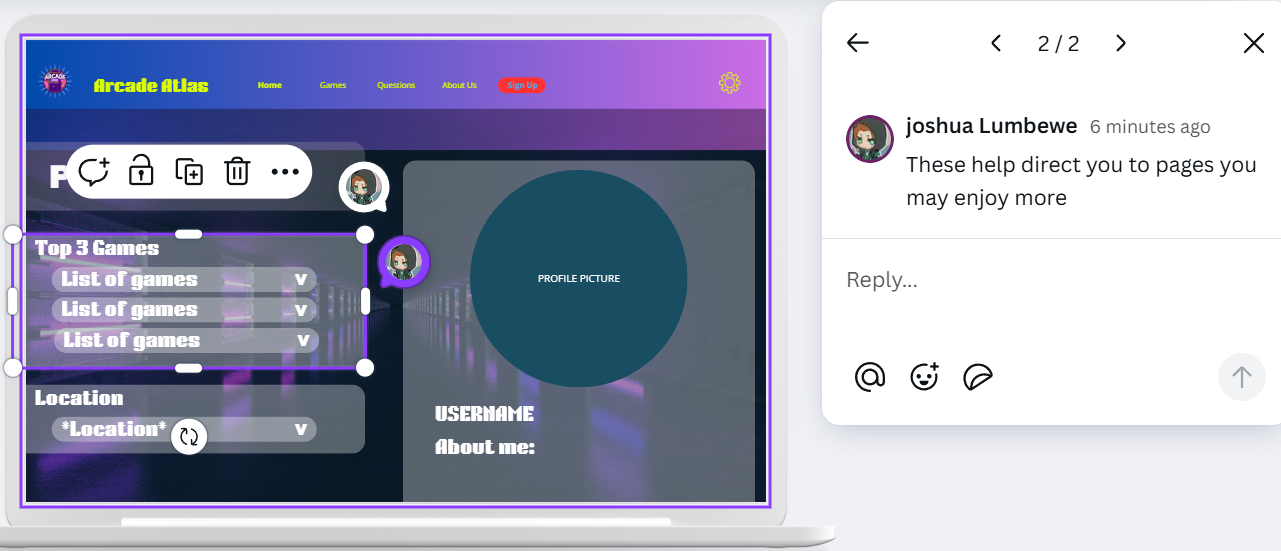 ARCADE
Arcade Atlas
Home
Games
Questions
About Us
Sign Up
P
Top 3 Games
List of games V
List of games V
List of games V
Location
*Location* V
PROFILE PICTURE
USERNAME
About me:
2 / 2
joshua Lumbewe 6 minutes ago
These help direct you to pages you
may enjoy more
Reply...